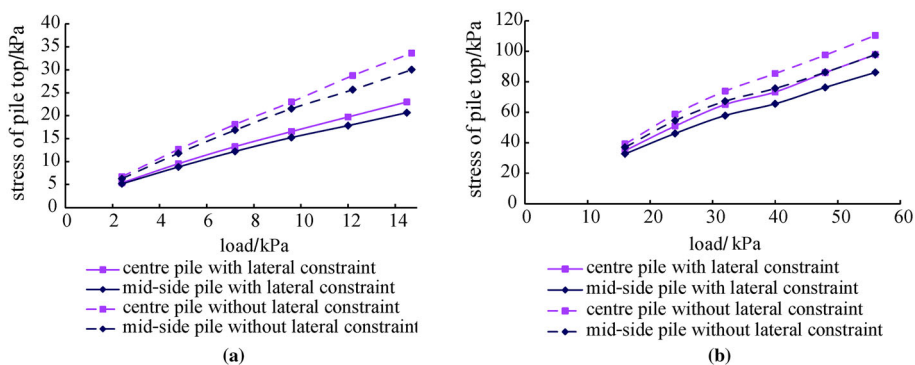 stress of pile top/kPa
40
35
30
25
20
15
10
5
0
0 2 4 6 8 10 12 14
load/kPa
centre pile with lateral constraint
mid-side pile with lateral constraint
centre pile without lateral constraint
mid-side pile without lateral constraint
(a)
stress of pile top/kPa
120
100
80
60
40
20
0
0 10 20 30 40 50 60
load/ kPa
centre pile with lateral constraint
mid-side pile with lateral constraint
centre pile without lateral constraint
mid-side pile without lateral constraint
(b)